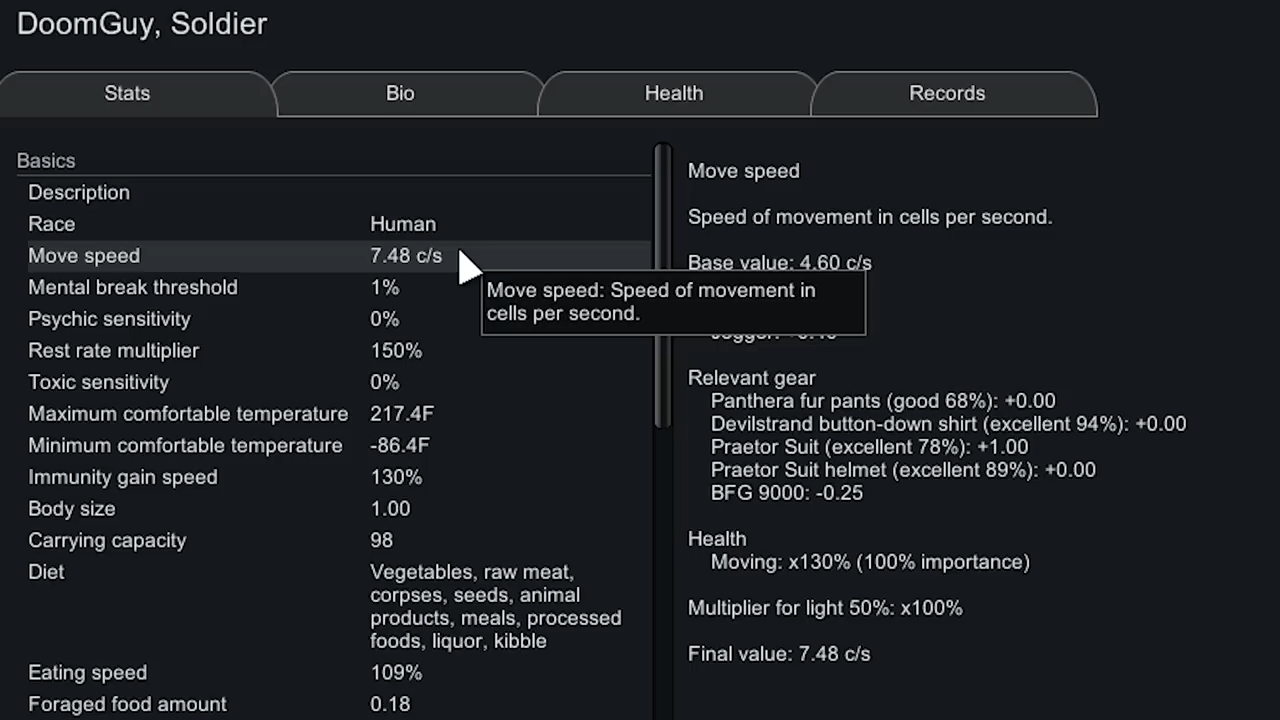 DoomGuy, Soldier
Stats
Bio
Health
Records
Basics
Description
Race Human
Move speed 7.48 c/s
Mental break threshold 1%
Psychic sensitivity 0%
Rest rate multiplier 150%
Toxic sensitivity 0%
Maximum comfortable temperature 217.4F
Minimum comfortable temperature -86.4F
Immunity gain speed 130%
Body size 1.00
Carrying capacity 98
Diet Vegetables, raw meat,
corpses, seeds, animal
products, meals, processed
foods, liquor, kibble
Eating speed 109%
Foraged food amount 0.18
Move speed
Speed of movement in cells per second.
Base value: 4.60 c/s
Move speed: Speed of movement in
cells per second.
Relevant gear
Panthera fur pants (good 68%): +0.00
Devilstrand button-down shirt (excellent 94%): +0.00
Praetor Suit (excellent 78%): +1.00
Praetor Suit helmet (excellent 89%): +0.00
BFG 9000: -0.25
Health
Moving: x130% (100% importance)
Multiplier for light 50%: x100%
Final value: 7.48 c/s